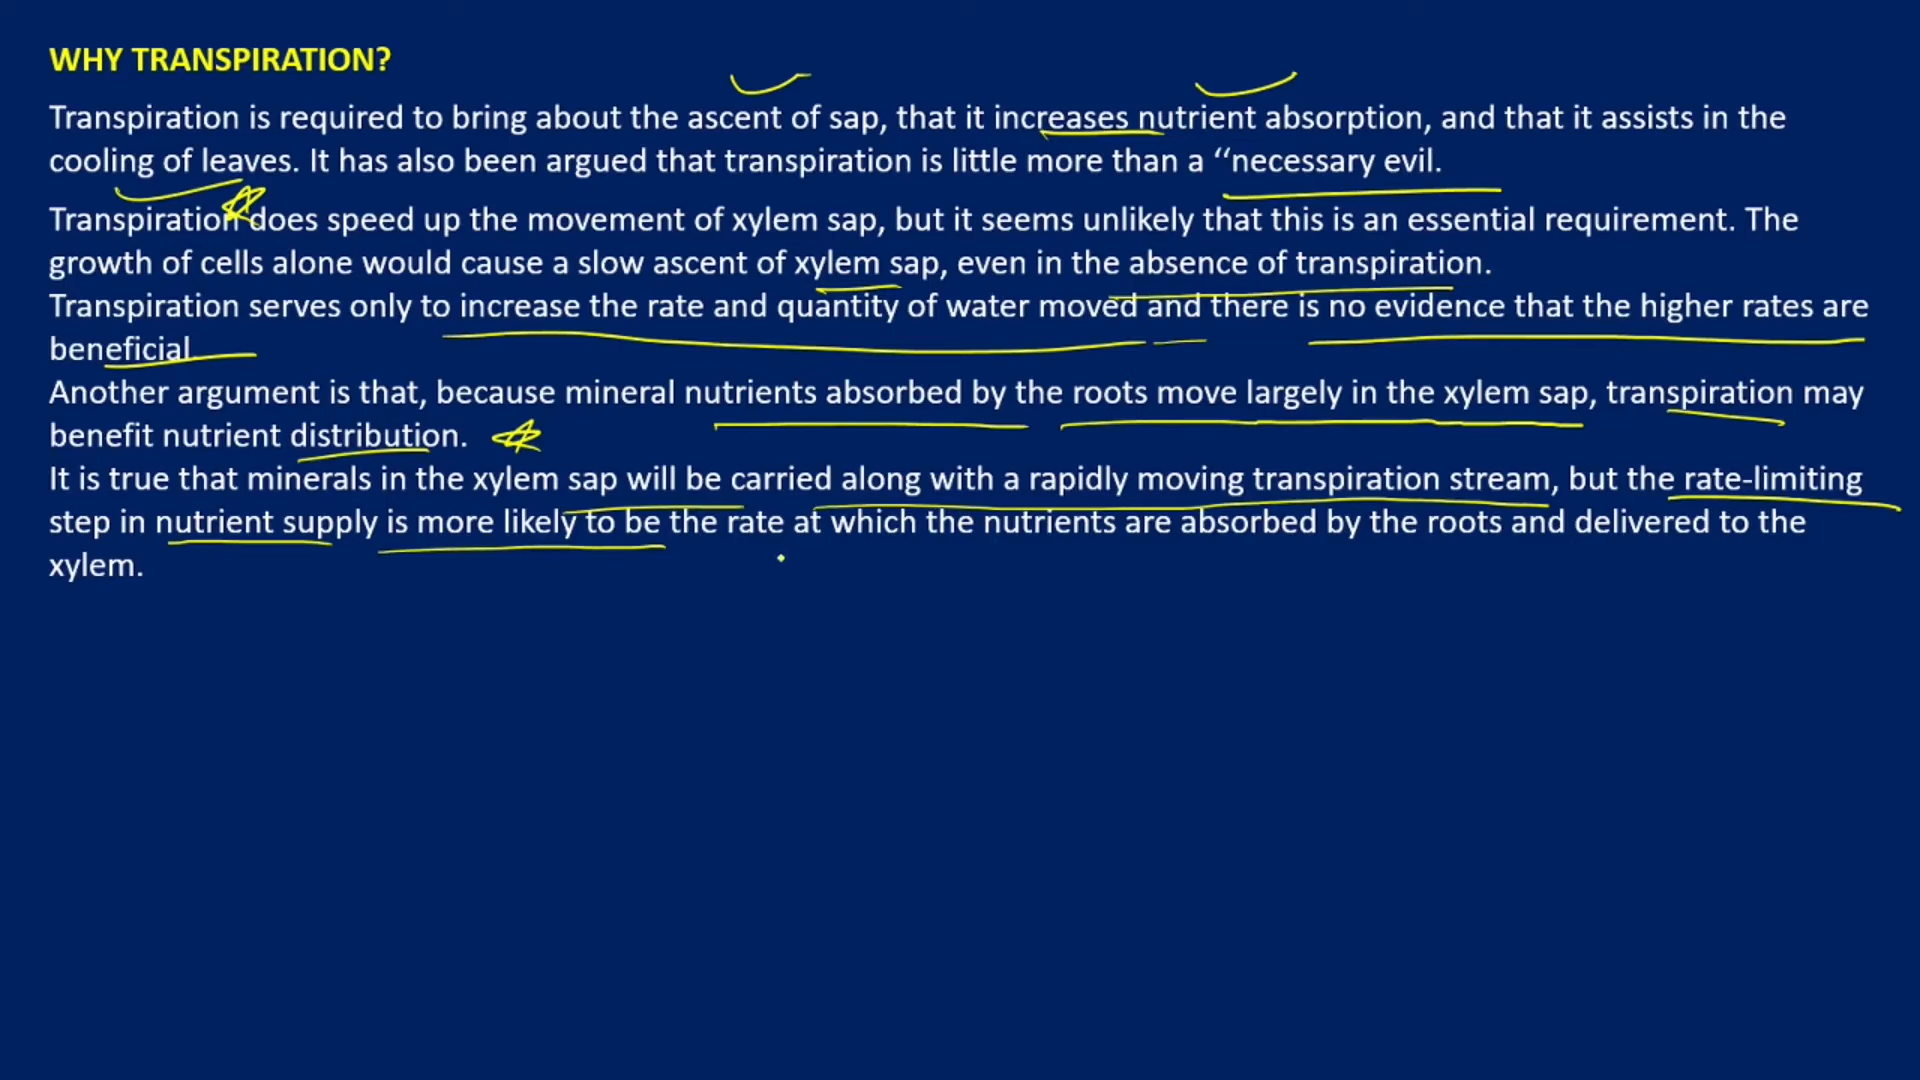 WHY TRANSPIRATION?
Transpiration is required to bring about the ascent of sap, that it increases nutrient absorption, and that it assists in the
cooling of leaves. It has also been argued that transpiration is little more than a “necessary evil.
Transpiration does speed up the movement of xylem sap, but it seems unlikely that this is an essential requirement. The
growth of cells alone would cause a slow ascent of xylem sap, even in the absence of transpiration.
Transpiration serves only to increase the rate and quantity of water moved and there is no evidence that the higher rates are
beneficial.
Another argument is that, because mineral nutrients absorbed by the roots move largely in the xylem sap, transpiration may
benefit nutrient distribution.
It is true that minerals in the xylem sap will be carried along with a rapidly moving transpiration stream, but the rate-limiting
step in nutrient supply is more likely to be the rate at which the nutrients are absorbed by the roots and delivered to the
xylem.